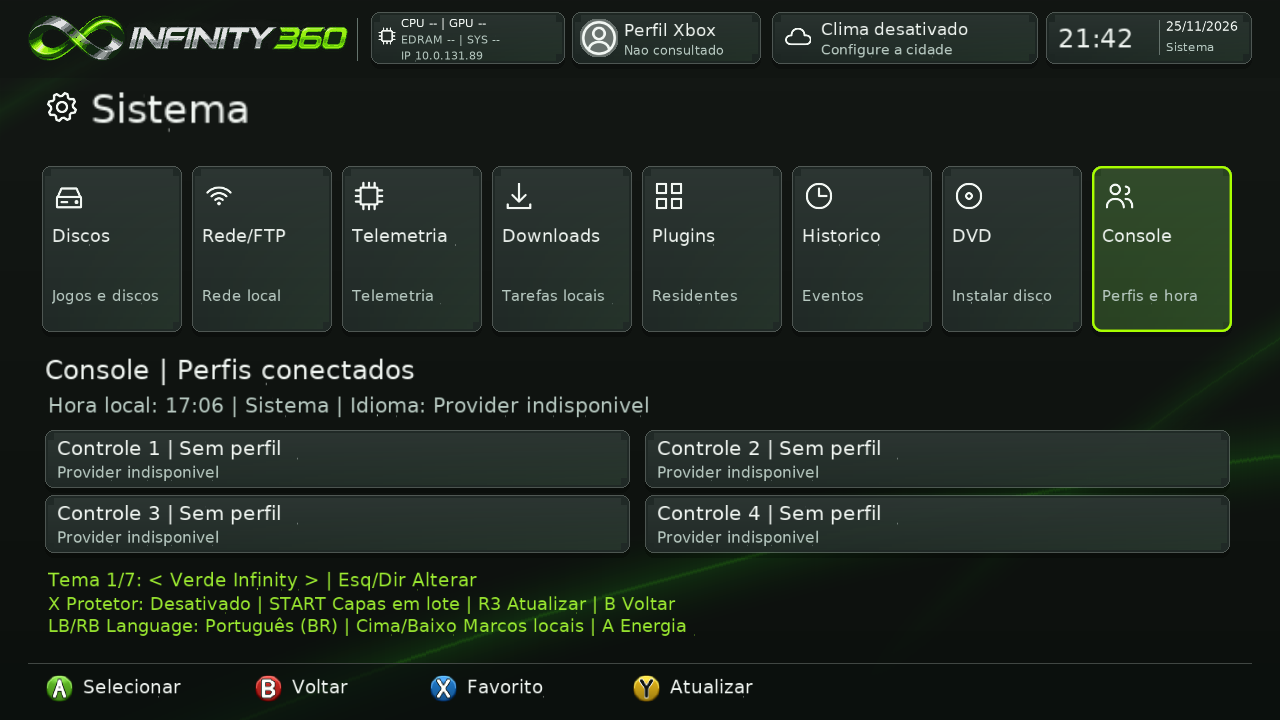 INFINITY 360
CPU -- | GPU --
EDRAM -- | SYS --
IP 10.0.131.89
Perfil Xbox
Nao consultado
Clima desativado
Configure a cidade
21:42
25/11/2026
Sistema
Sistema
Discos
Jogos e discos
Rede/FTP
Rede local
Telemetria
Telemetria
Downloads
Tarefas locais
Plugins
Residentes
Historico
Eventos
DVD
Instalar disco
Console
Perfis e hora
Console | Perfis conectados
Hora local: 17:06 | Sistema | Idioma: Provider indisponivel
Controle 1 | Sem perfil
Provider indisponivel
Controle 2 | Sem perfil
Provider indisponivel
Controle 3 | Sem perfil
Provider indisponivel
Controle 4 | Sem perfil
Provider indisponivel
Tema 1/7: < Verde Infinity > | Esq/Dir Alterar
X Protetor: Desativado | START Capas em lote | R3 Atualizar | B Voltar
LB/RB Language: Português (BR) | Cima/Baixo Marcos locais | A Energia
A Selecionar
B Voltar
X Favorito
Y Atualizar